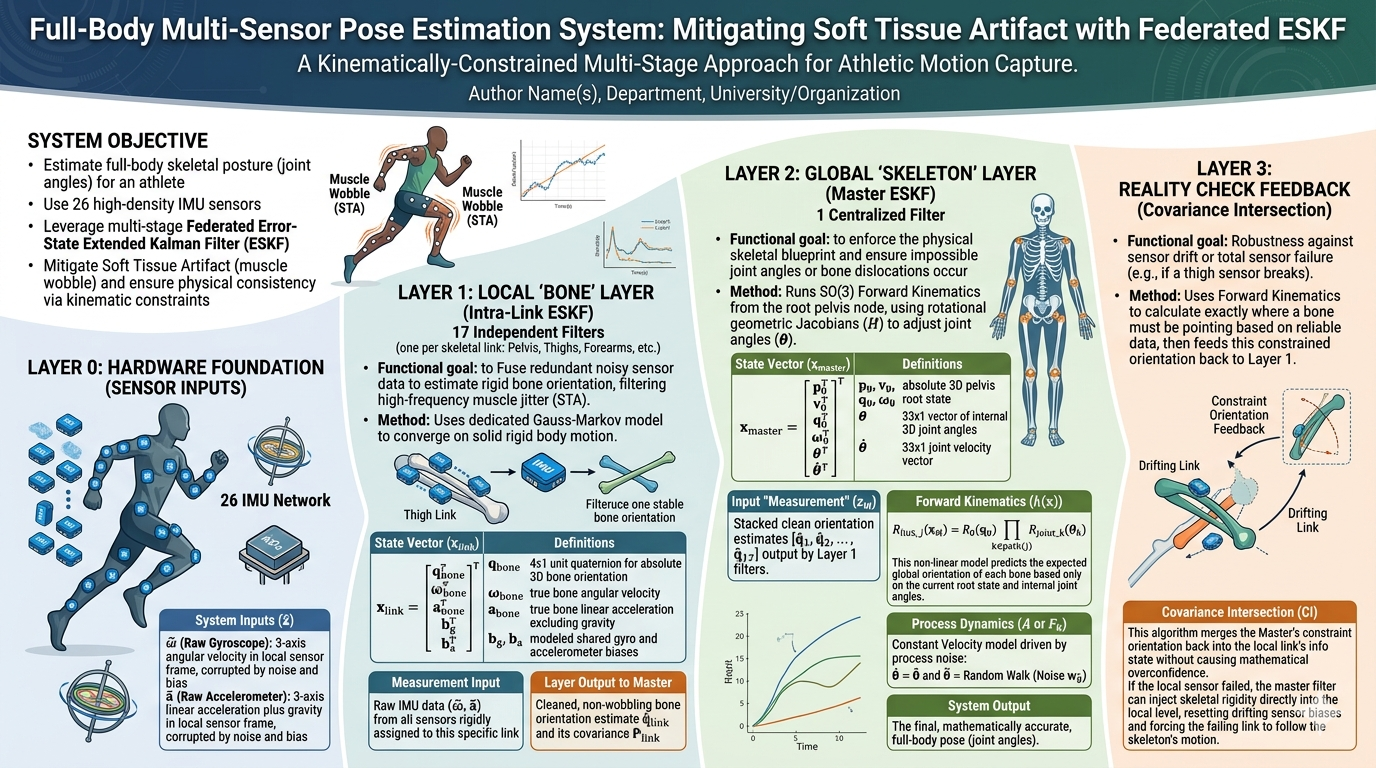 Full-Body Multi-Sensor Pose Estimation System: Mitigating Soft Tissue Artifact with Federated ESKF
A Kinematically-Constrained Multi-Stage Approach for Athletic Motion Capture.
Author Name(s), Department, University/Organization
SYSTEM OBJECTIVE
• Estimate full-body skeletal posture (joint
angles) for an athlete
• Use 26 high-density IMU sensors
• Leverage multi-stage Federated Error-
State Extended Kalman Filter (ESKF)
• Mitigate Soft Tissue Artifact (muscle
wobble) and ensure physical consistency
via kinematic constraints
Muscle
Wobble
(STA)
Muscle
Wobble
(STA)
Time(s)
Time(s)
LAYER 0: HARDWARE FOUNDATION
(SENSOR INPUTS)
26 IMU Network
System Inputs (z̃)
ω̃ (Raw Gyroscope): 3-axis
angular velocity in local sensor
frame, corrupted by noise and
bias
ã (Raw Accelerometer): 3-axis
linear acceleration plus gravity
in local sensor frame,
corrupted by noise and bias
LAYER 1: LOCAL ‘BONE’ LAYER
(Intra-Link ESKF)
17 Independent Filters
(one per skeletal link: Pelvis, Thighs, Forearms, etc.)
• Functional goal: to Fuse redundant noisy sensor
data to estimate rigid bone orientation, filtering
high-frequency muscle jitter (STA).
• Method: Uses dedicated Gauss-Markov model
to converge on solid rigid body motion.
IMU
Thigh Link
Filteruce one stable
bone orientation
State Vector (x_link)
Definitions
q_bone 4s1 unit quaternion for absolute
3D bone orientation
ω_bone true bone angular velocity
a_bone true bone linear acceleration
excluding gravity
b_g, b_a modeled shared gyro and
accelerometer biases
x_link =
Measurement Input
Raw IMU data (ω̃, ã)
from all sensors rigidly
assigned to this specific link
Layer Output to Master
Cleaned, non-wobbling bone
orientation estimate q̂_link
and its covariance P_link
LAYER 2: GLOBAL ‘SKELETON’ LAYER
(Master ESKF)
1 Centralized Filter
• Functional goal: to enforce the physical
skeletal blueprint and ensure impossible
joint angles or bone dislocations occur
• Method: Runs SO(3) Forward Kinematics
from the root pelvis node, using rotational
geometric Jacobians (H) to adjust joint
angles (θ).
State Vector (x_master)
Definitions
x_master =
absolute 3D pelvis
root state
θ 33x1 vector of internal
3D joint angles
θ̇ 33x1 joint velocity
vector
Input "Measurement"
Stacked clean orientation
estimates [q̂1, q̂2, …,
output by Layer 1
filters.
Forward Kinematics (h(x))
This non-linear model predicts the expected
global orientation of each bone based only
on the current root state and internal joint
angles.
Process Dynamics (A or F_k)
Constant Velocity model driven by
process noise:
= Random Walk (Noise
System Output
The final, mathematically accurate,
full-body pose (joint angles).
23
20
15
10
5
0
0 5 10
Time
LAYER 3:
REALITY CHECK FEEDBACK
(Covariance Intersection)
• Functional goal: Robustness against
sensor drift or total sensor failure
(e.g., if a thigh sensor breaks).
• Method: Uses Forward Kinematics
to calculate exactly where a bone
must be pointing based on reliable
data, then feeds this constrained
orientation back to Layer 1.
Constraint
Orientation
Feedback
Drifting Link
Drifting
Link
Covariance Intersection (CI)
This algorithm merges the Master's constraint
orientation back into the local link's info
state without causing mathematical
overconfidence.
If the local sensor failed, the master filter
can inject skeletal rigidity directly into the
local level, resetting drifting sensor biases
and forcing the failing link to follow the
skeleton's motion.